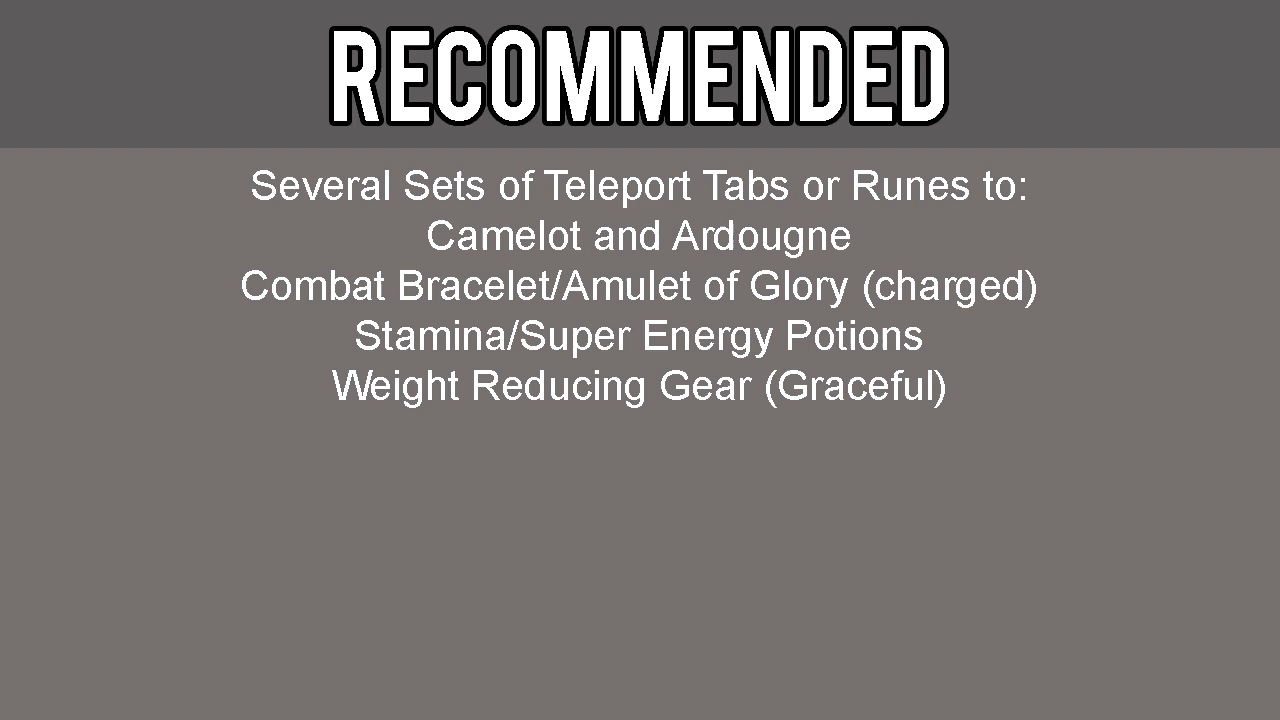 RECOMMENDED
Several Sets of Teleport Tabs or Runes to:
Camelot and Ardougne
Combat Bracelet/Amulet of Glory (charged)
Stamina/Super Energy Potions
Weight Reducing Gear (Graceful)